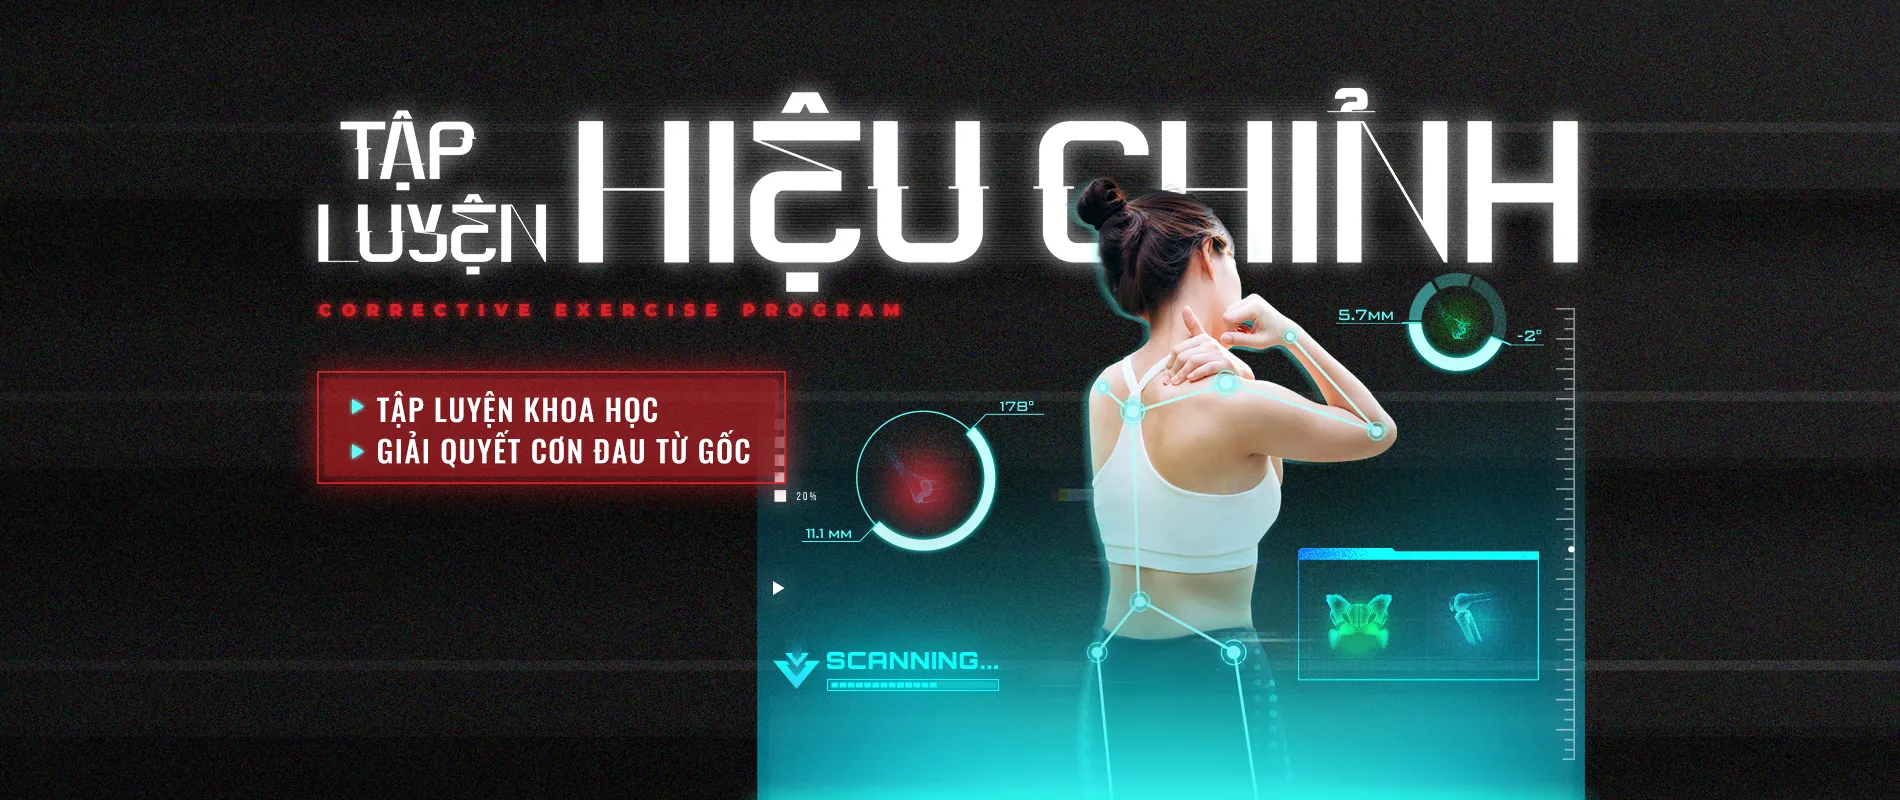 TẬP
LUYỆN
HIỆU CHỈNH
CORRECTIVE EXERCISE PROGRAM
TẬP LUYỆN KHOA HỌC
GIẢI QUYẾT CƠN ĐAU TỪ GỐC
5.7MM
-2°
178°
20%
11.1 MM
SCANNING...